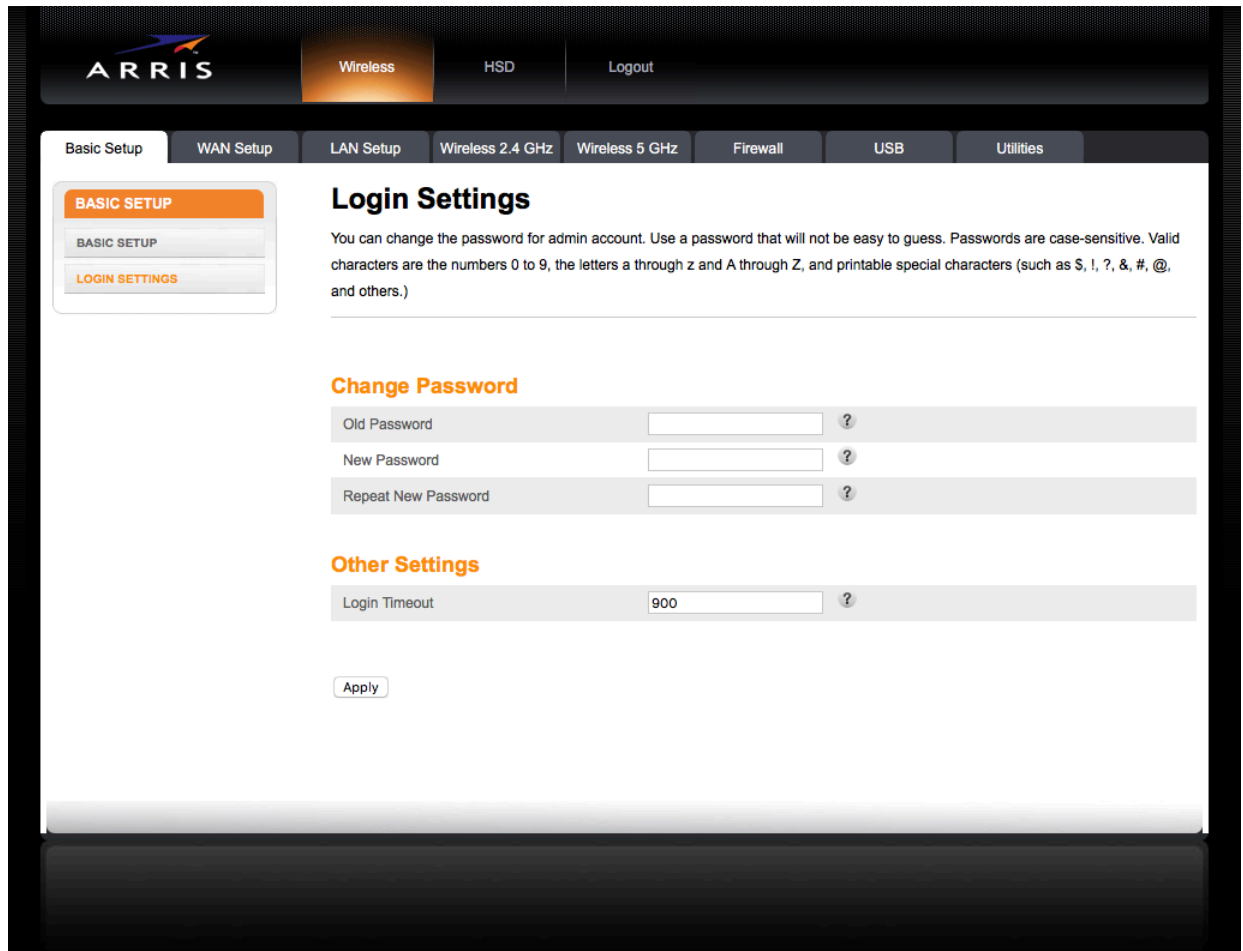 ARRIS
Wireless
HSD
Logout
Basic Setup
WAN Setup
LAN Setup
Wireless 2.4 GHz
Wireless 5 GHz
Firewall
USB
Utilities
BASIC SETUP
BASIC SETUP
LOGIN SETTINGS
Login Settings
You can change the password for admin account. Use a password that will not be easy to guess. Passwords are case-sensitive. Valid
characters are the numbers 0 to 9, the letters a through z and A through Z, and printable special characters (such as $, !, ?, &, #, @,
and others.)
Change Password
Old Password ?
New Password ?
Repeat New Password ?
Other Settings
Login Timeout 900 ?
Apply